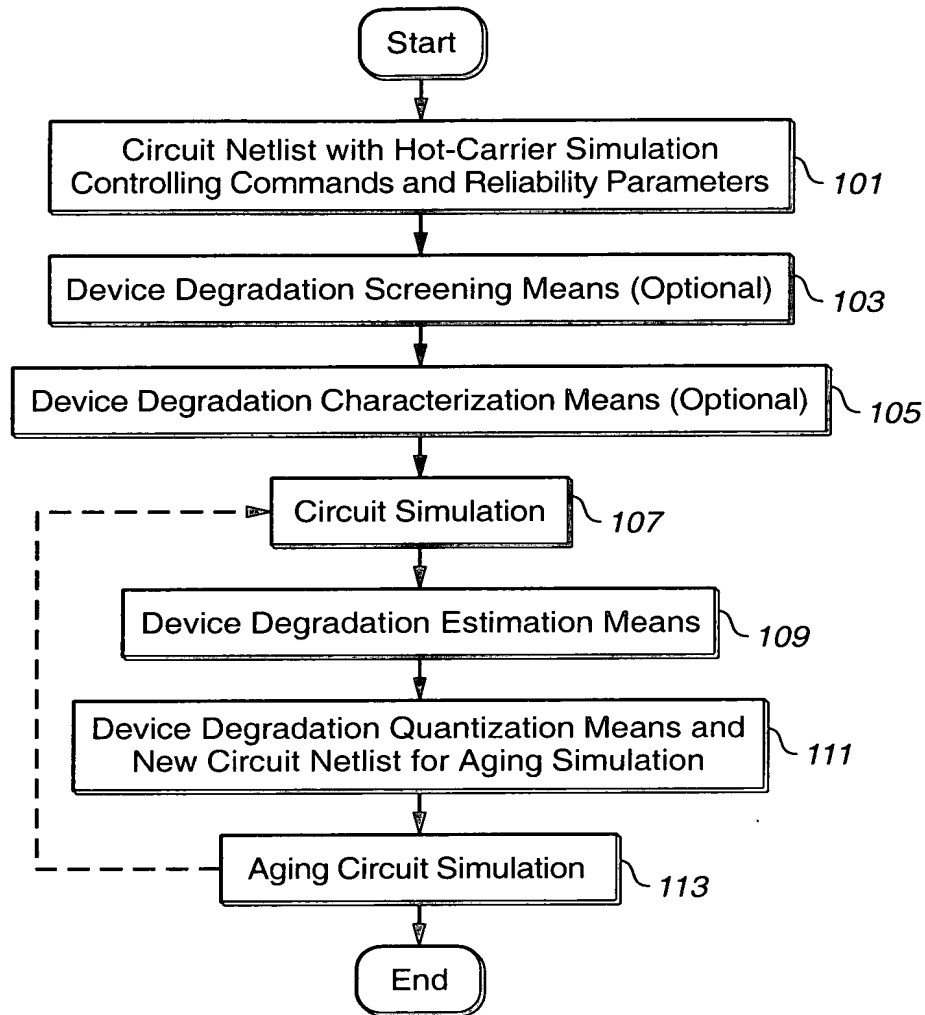 Start
Circuit Netlist with Hot-Carrier Simulation
Controlling Commands and Reliability Parameters
101
Device Degradation Screening Means (Optional)
103
Device Degradation Characterization Means (Optional)
105
Circuit Simulation
107
Device Degradation Estimation Means
109
Device Degradation Quantization Means and
New Circuit Netlist for Aging Simulation
111
Aging Circuit Simulation
113
End